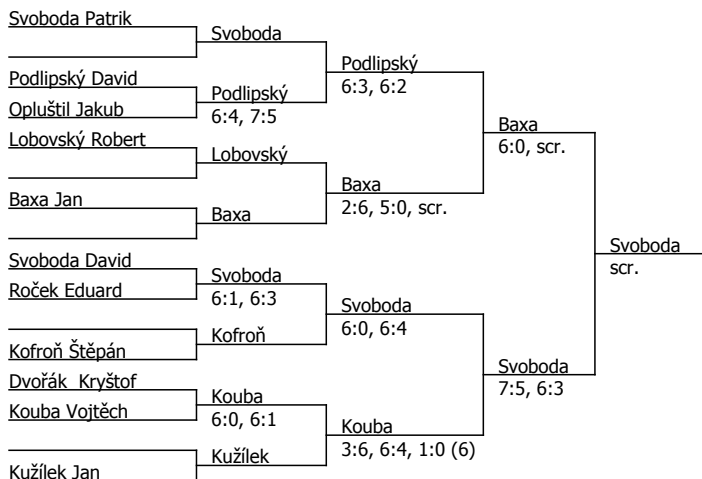 Svoboda Patrik
Svoboda
Podlipský
6:3, 6:2
Podlipský David
Podlipský
6:4, 7:5
Opluštil Jakub
Baxa
6:0, scr.
Lobovský Robert
Lobovský
Baxa
2:6, 5:0, scr.
Baxa Jan
Baxa
Svoboda
scr.
Svoboda David
Svoboda
6:1, 6:3
Roček Eduard
Svoboda
6:0, 6:4
Kofroň
Kofroň Štěpán
Svoboda
7:5, 6:3
Dvořák  Kryštof
Kouba
6:0, 6:1
Kouba Vojtěch
Kouba
3:6, 6:4, 1:0 (6)
Kužílek
Kužílek Jan